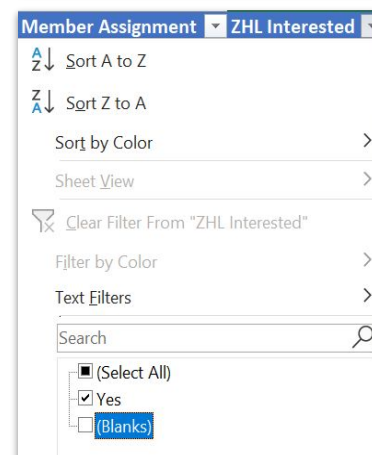 Member Assignment ZHL Interested
Sort A to Z
Sort Z to A
Sort by Color
Sheet View
Clear Filter From "ZHL Interested"
Filter by Color
Text Filters
Search
(Select All)
Yes
(Blanks)